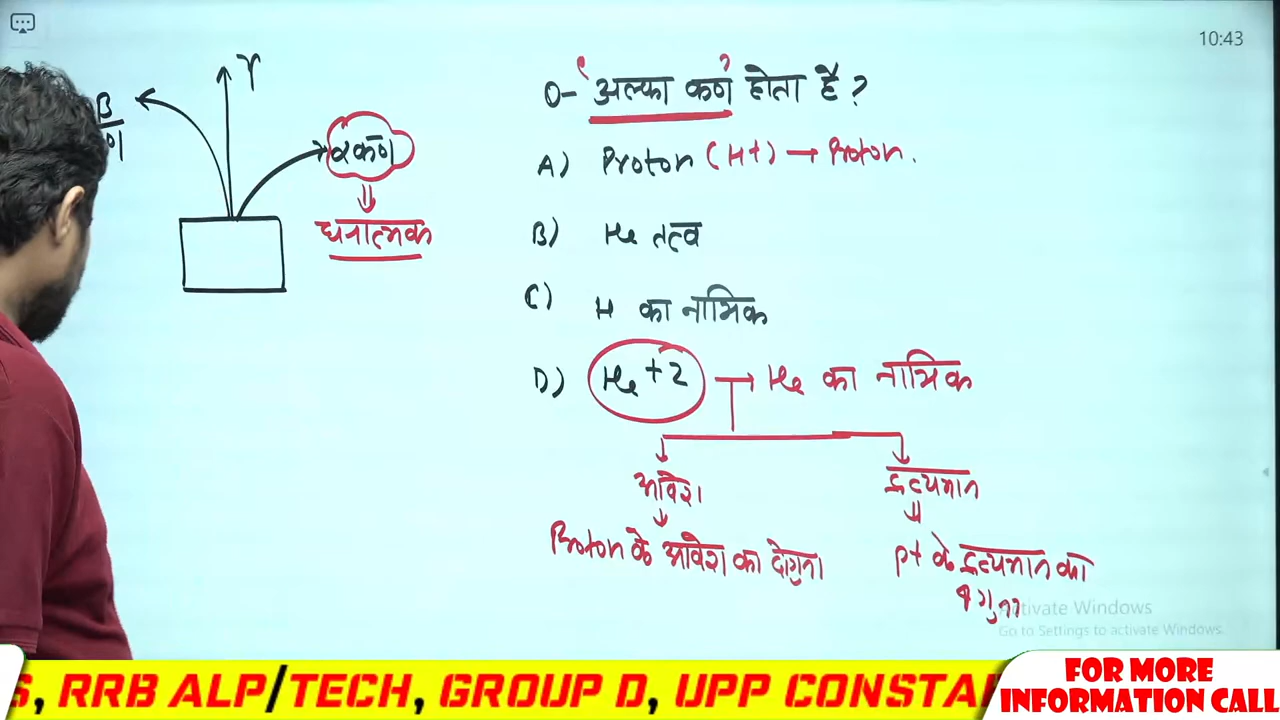 10:43
γ
β
α कण
⇓
धनात्मक
Q- 'अल्फा कण' होता है?
A) Proton (H+) → Proton.
B) He तत्व
C) H का नाभिक
D) He +2 → He का नाभिक
आवेश
Proton के आवेश का दोगुना
द्रव्यमान
p+ के द्रव्यमान का
4 गुना
Activate Windows
Go to Settings to activate Windows.
S, RRB ALP/TECH, GROUP D, UPP CONSTA
FOR MORE
INFORMATION CALL